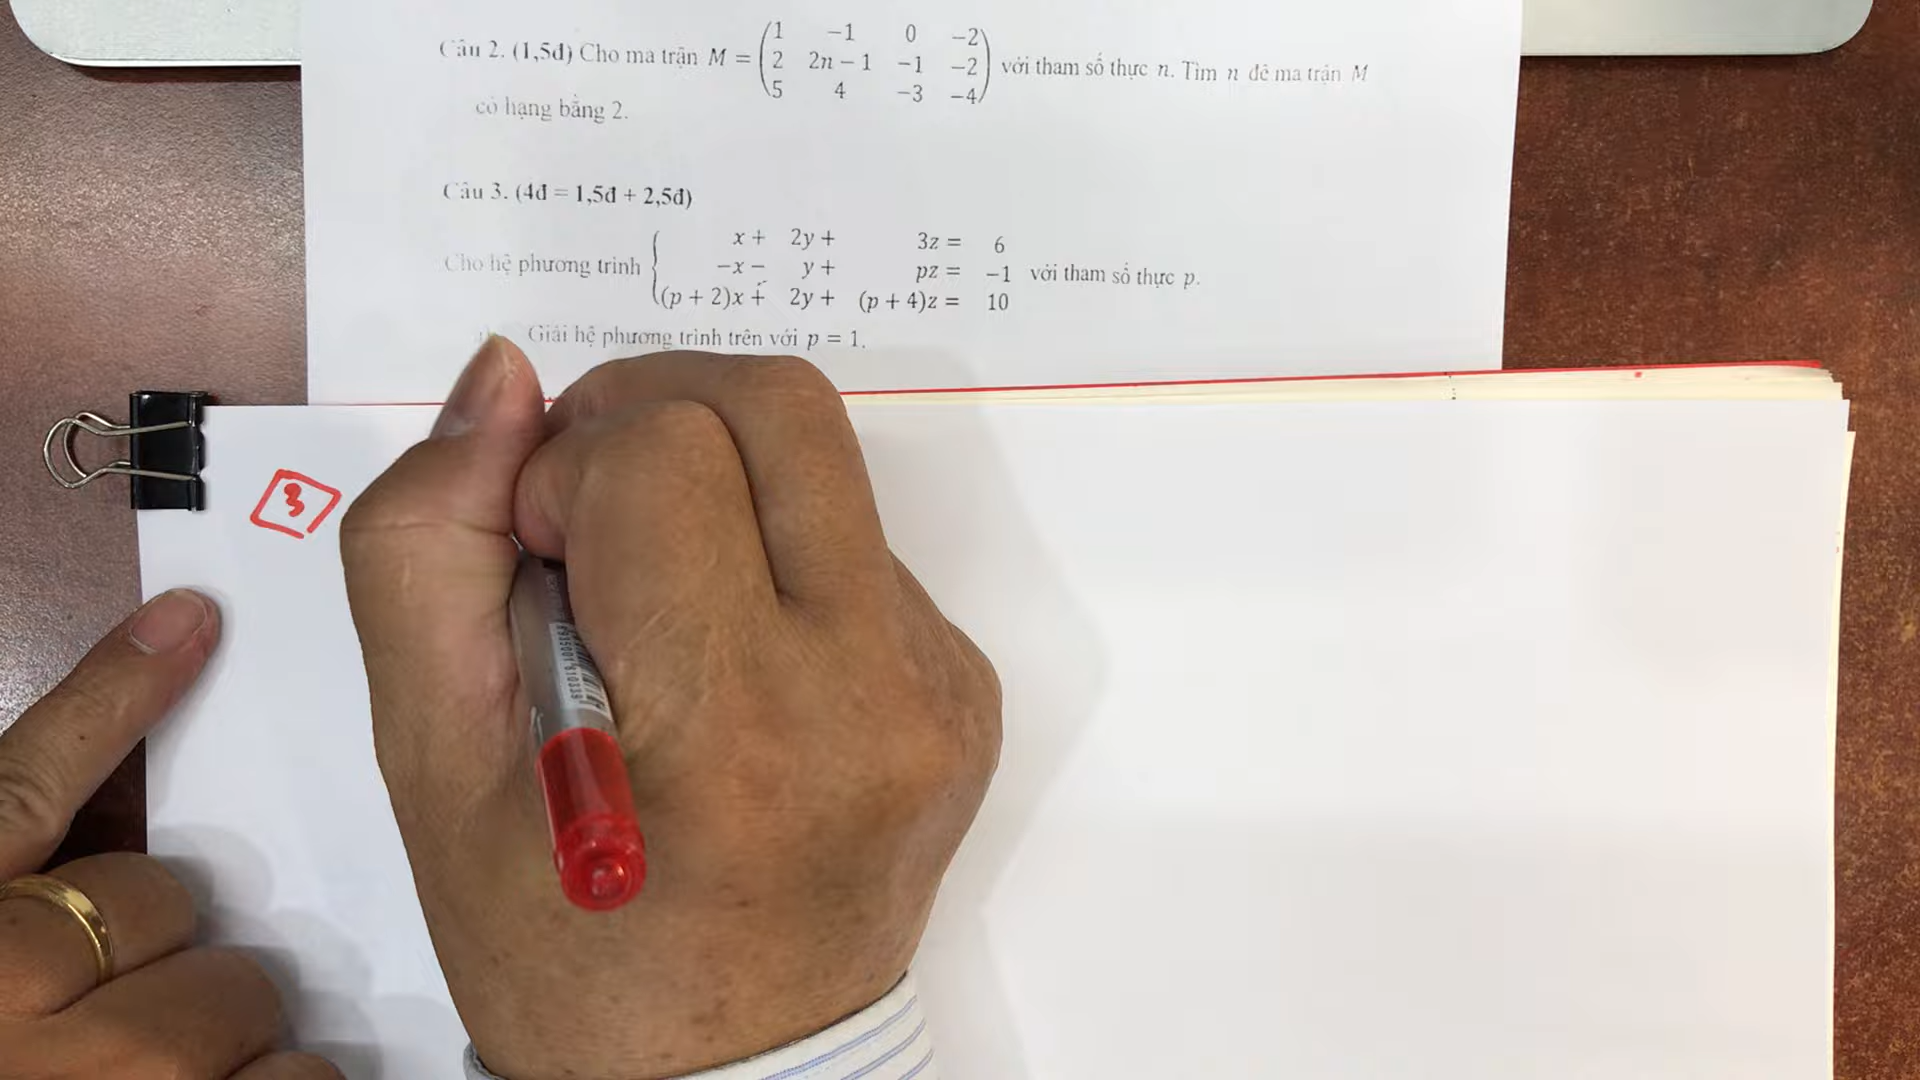 Câu 2. (1,5đ) Cho ma trận M = (1 −1 0 −2
2 2n − 1 −1 −2
5 4 −3 −4) với tham số thực n. Tìm n để ma trận M
có hạng bằng 2.
Câu 3. (4đ = 1,5đ + 2,5đ)
Cho hệ phương trình { x + 2y + 3z = 6
−x − y + pz = −1 với tham số thực p.
(p + 2)x + 2y + (p + 4)z = 10
Giải hệ phương trình trên với p = 1.
3